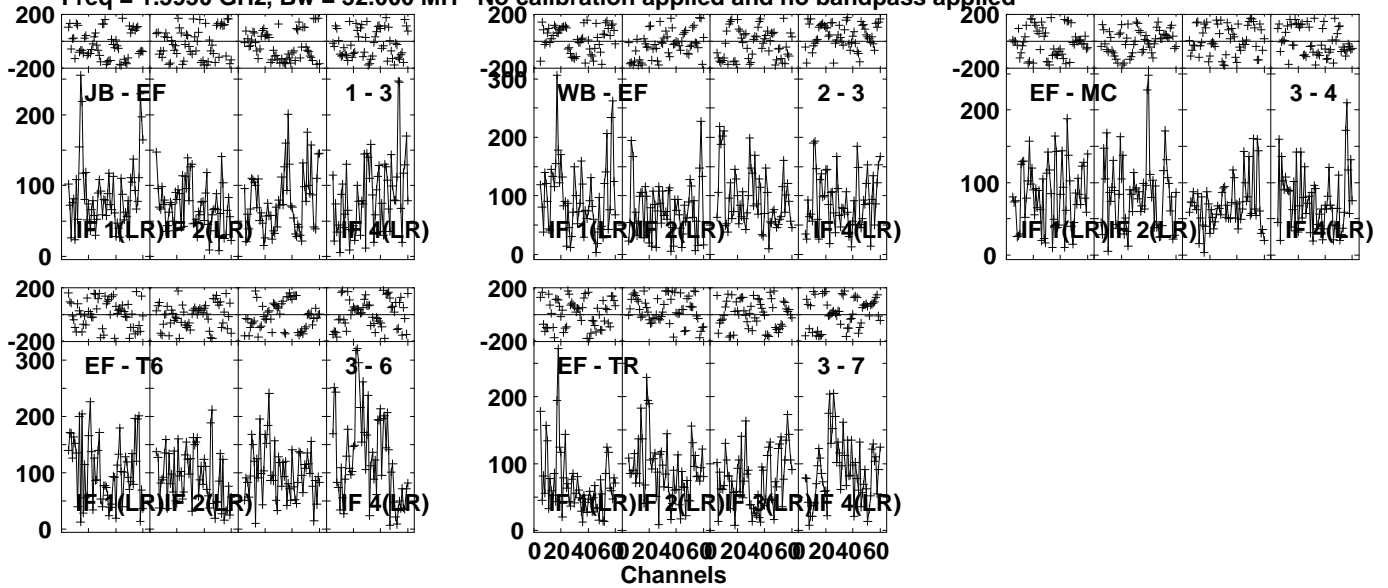 Freq = 1.5950 GHz, Bw = 32.000 MH No calibration applied and no bandpass applied
200
-200
JB - EF 1 - 3
200
100
0
IF 1(LR) IF 2(LR) IF 4(LR)
200
-200
300
WB - EF 2 - 3
200
100
0
IF 1(LR) IF 2(LR) IF 4(LR)
200
-200
EF - MC 3 - 4
200
100
0
IF 1(LR) IF 2(LR) IF 4(LR)
200
-200
300
EF - T6 3 - 6
200
100
0
IF 1(LR) IF 2(LR) IF 4(LR)
200
-200
EF - TR 3 - 7
200
100
0
IF 1(LR) IF 2(LR) IF 3(LR) IF 4(LR)
0 20 40 60 0 20 40 60 0 20 40 60 0 20 40 60
Channels